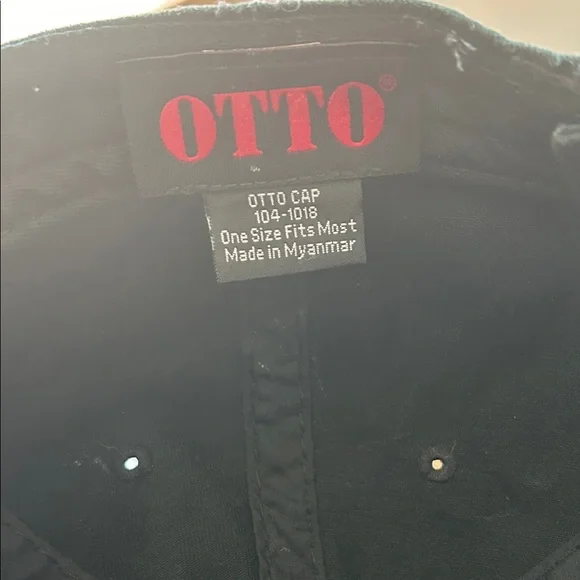 OTTO®
OTTO CAP
104-1018
One Size Fits Most
Made in Myanmar